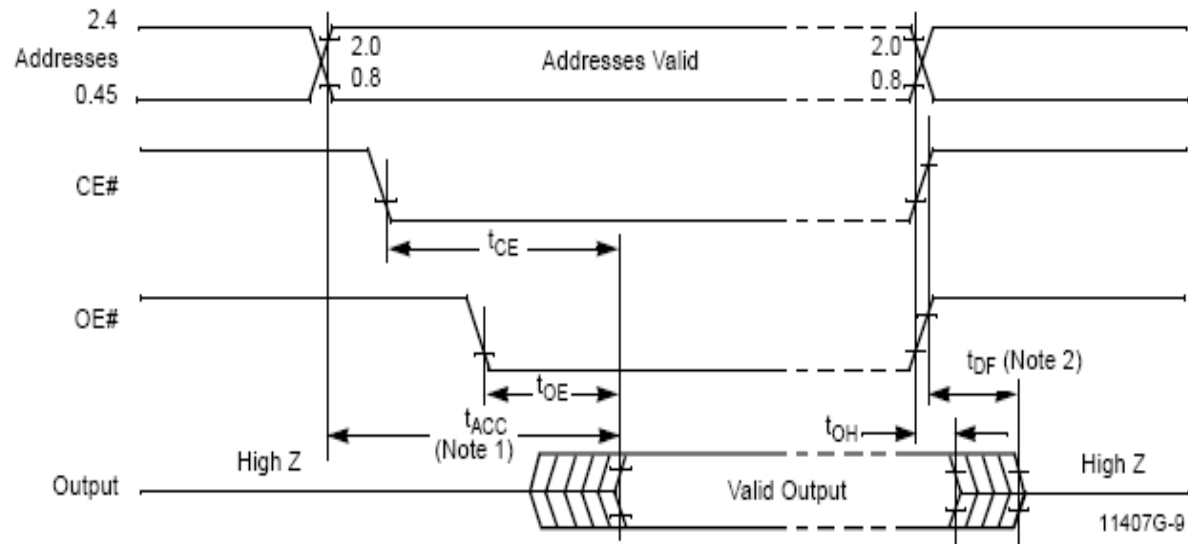 2.4
Addresses
0.45
2.0
0.8
Addresses Valid
2.0
0.8
CE#
tCE
OE#
tOE
tDF (Note 2)
tACC
(Note 1)
tOH
Output
High Z
Valid Output
High Z
11407G-9